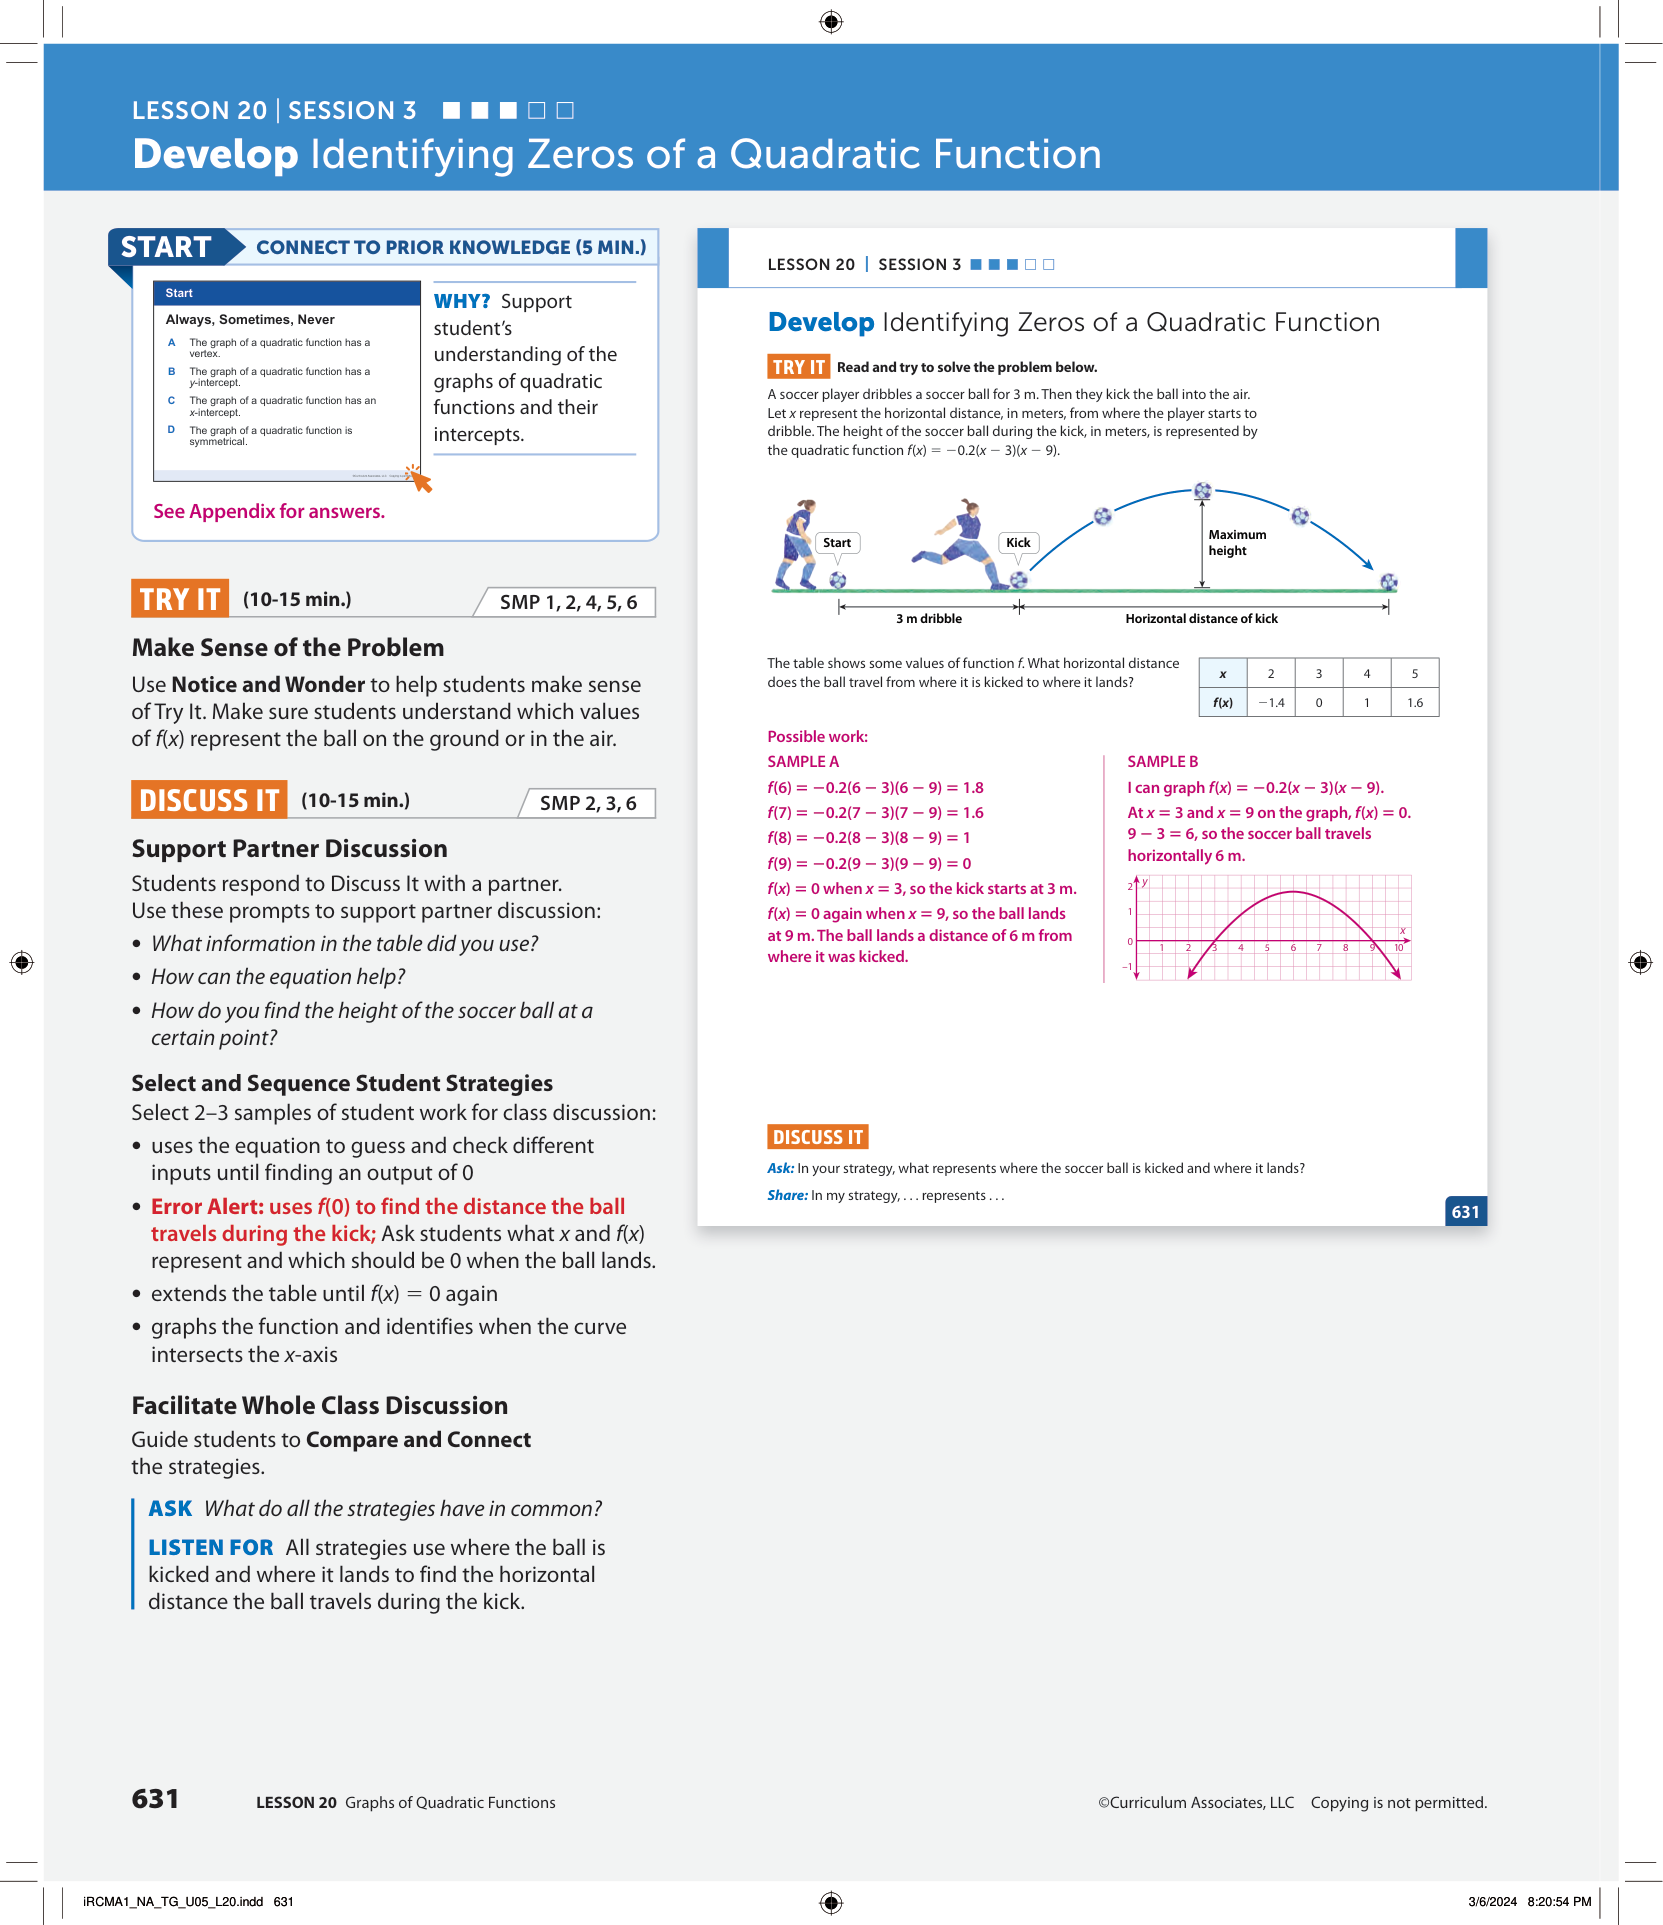 LESSON 20 | SESSION 3
Develop Identifying Zeros of a Quadratic Function
START
CONNECT TO PRIOR KNOWLEDGE (5 MIN.)
Start
Always, Sometimes, Never
A The graph of a quadratic function has a
vertex.
B The graph of a quadratic function has a
y-intercept.
C The graph of a quadratic function has an
x-intercept.
D The graph of a quadratic function is
symmetrical.
WHY? Support
student’s
understanding of the
graphs of quadratic
functions and their
intercepts.
See Appendix for answers.
TRY IT (10-15 min.) SMP 1, 2, 4, 5, 6
Make Sense of the Problem
Use Notice and Wonder to help students make sense
of Try It. Make sure students understand which values
of f(x) represent the ball on the ground or in the air.
DISCUSS IT (10-15 min.) SMP 2, 3, 6
Support Partner Discussion
Students respond to Discuss It with a partner.
Use these prompts to support partner discussion:
• What information in the table did you use?
• How can the equation help?
• How do you find the height of the soccer ball at a
certain point?
Select and Sequence Student Strategies
Select 2–3 samples of student work for class discussion:
• uses the equation to guess and check different
inputs until finding an output of 0
• Error Alert: uses f(0) to find the distance the ball
travels during the kick; Ask students what x and f(x)
represent and which should be 0 when the ball lands.
• extends the table until f(x) = 0 again
• graphs the function and identifies when the curve
intersects the x-axis
Facilitate Whole Class Discussion
Guide students to Compare and Connect
the strategies.
ASK What do all the strategies have in common?
LISTEN FOR All strategies use where the ball is
kicked and where it lands to find the horizontal
distance the ball travels during the kick.
LESSON 20 | SESSION 3
Develop Identifying Zeros of a Quadratic Function
TRY IT Read and try to solve the problem below.
A soccer player dribbles a soccer ball for 3 m. Then they kick the ball into the air.
Let x represent the horizontal distance, in meters, from where the player starts to
dribble. The height of the soccer ball during the kick, in meters, is represented by
the quadratic function f(x) = −0.2(x − 3)(x − 9).
Start
Kick
Maximum
height
3 m dribble
Horizontal distance of kick
The table shows some values of function f. What horizontal distance
does the ball travel from where it is kicked to where it lands?
x 2 3 4 5
f(x) −1.4 0 1 1.6
Possible work:
SAMPLE A
f(6) = −0.2(6 − 3)(6 − 9) = 1.8
f(7) = −0.2(7 − 3)(7 − 9) = 1.6
f(8) = −0.2(8 − 3)(8 − 9) = 1
f(9) = −0.2(9 − 3)(9 − 9) = 0
f(x) = 0 when x = 3, so the kick starts at 3 m.
f(x) = 0 again when x = 9, so the ball lands
at 9 m. The ball lands a distance of 6 m from
where it was kicked.
SAMPLE B
I can graph f(x) = −0.2(x − 3)(x − 9).
At x = 3 and x = 9 on the graph, f(x) = 0.
9 − 3 = 6, so the soccer ball travels
horizontally 6 m.
y
2
1
x
0
1 2 3 4 5 6 7 8 9 10
−1
DISCUSS IT
Ask: In your strategy, what represents where the soccer ball is kicked and where it lands?
Share: In my strategy, . . . represents . . .
631
631 LESSON 20 Graphs of Quadratic Functions
©Curriculum Associates, LLC Copying is not permitted.
iRCMA1_NA_TG_U05_L20.indd 631
3/6/2024 8:20:54 PM